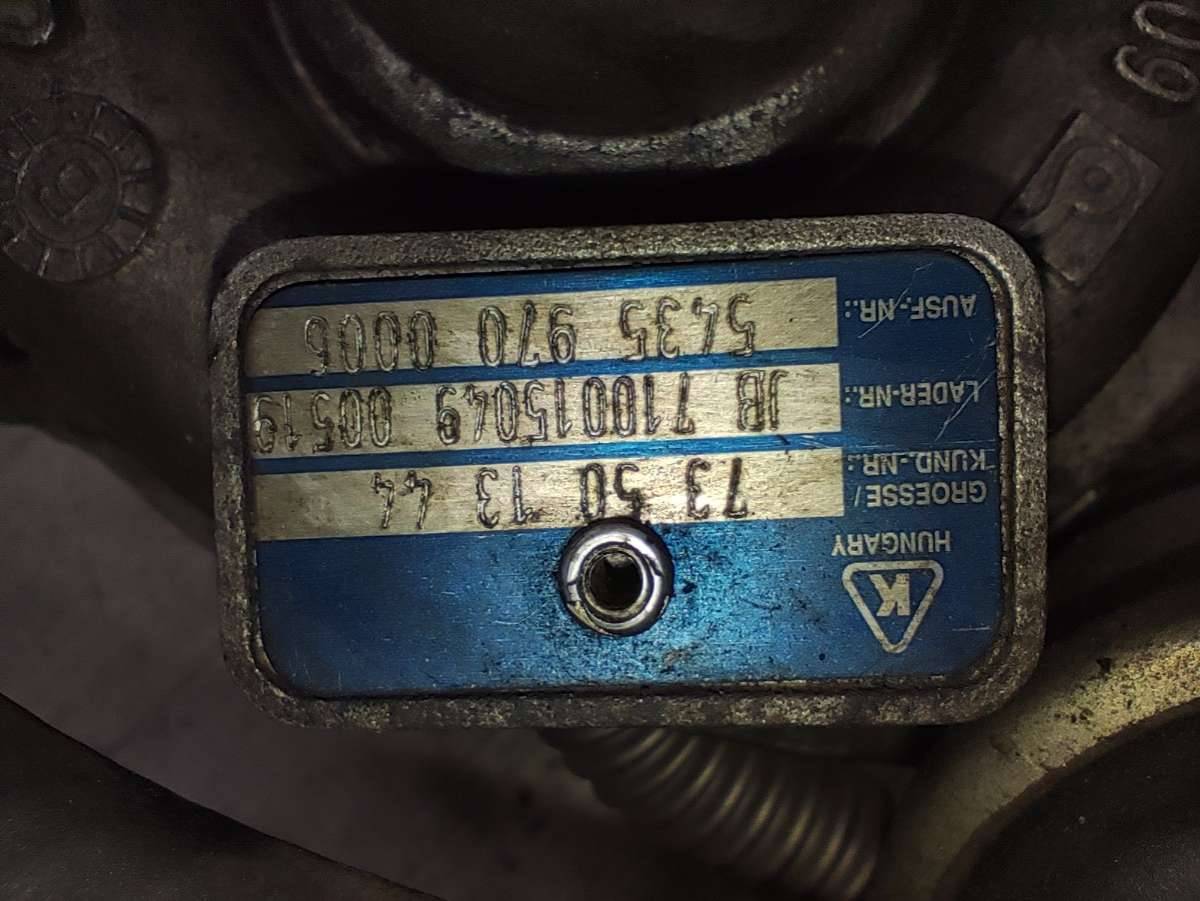 K
HUNGARY
GROESSE/
KUND.-NR.: 73 50 13 44
LADER-NR.: JB 710015049 00519
AUSF.-NR.: 5435 970 0006
B